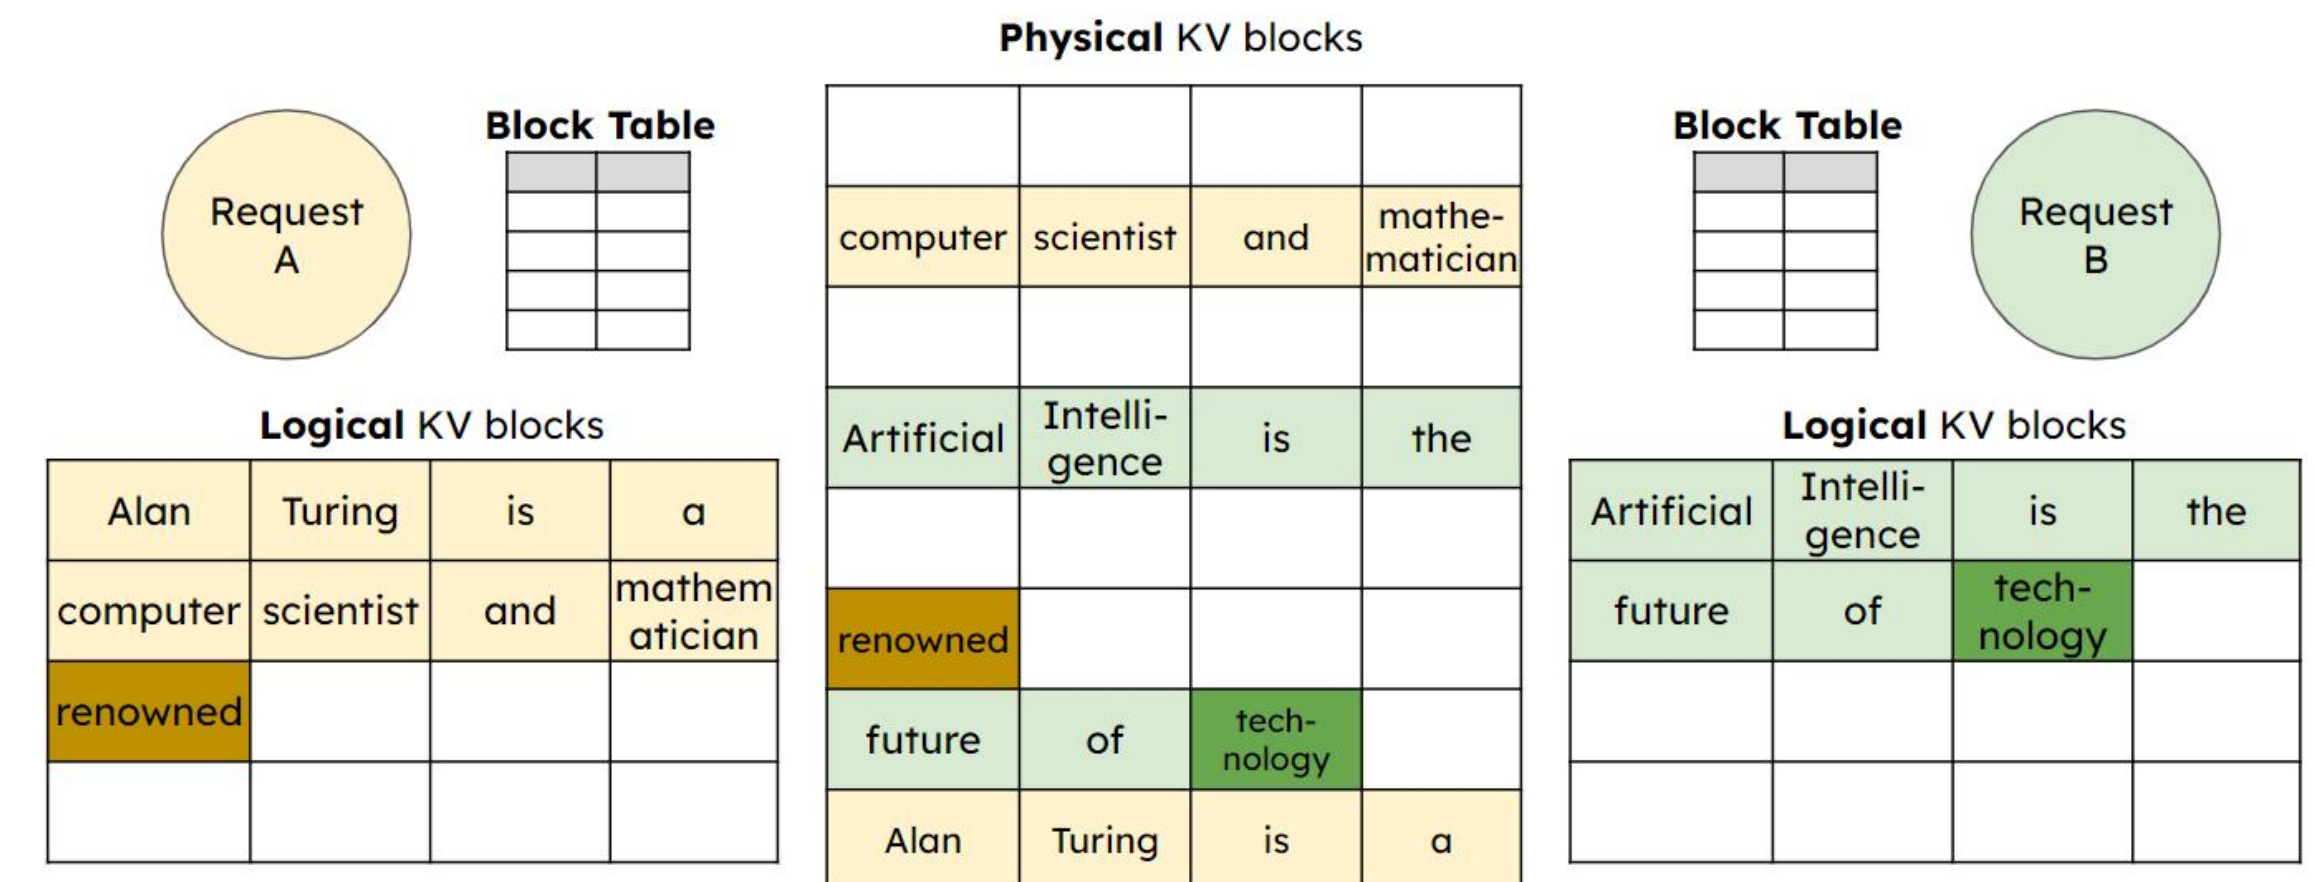 Physical KV blocks
Block Table
Request
A
Logical KV blocks
Alan Turing is a
computer scientist and mathem
atician
renowned
computer scientist and mathe-
matician
Artificial Intelli-
gence is the
renowned
future of tech-
nology
Alan Turing is a
Block Table
Request
B
Logical KV blocks
Artificial Intelli-
gence is the
future of tech-
nology